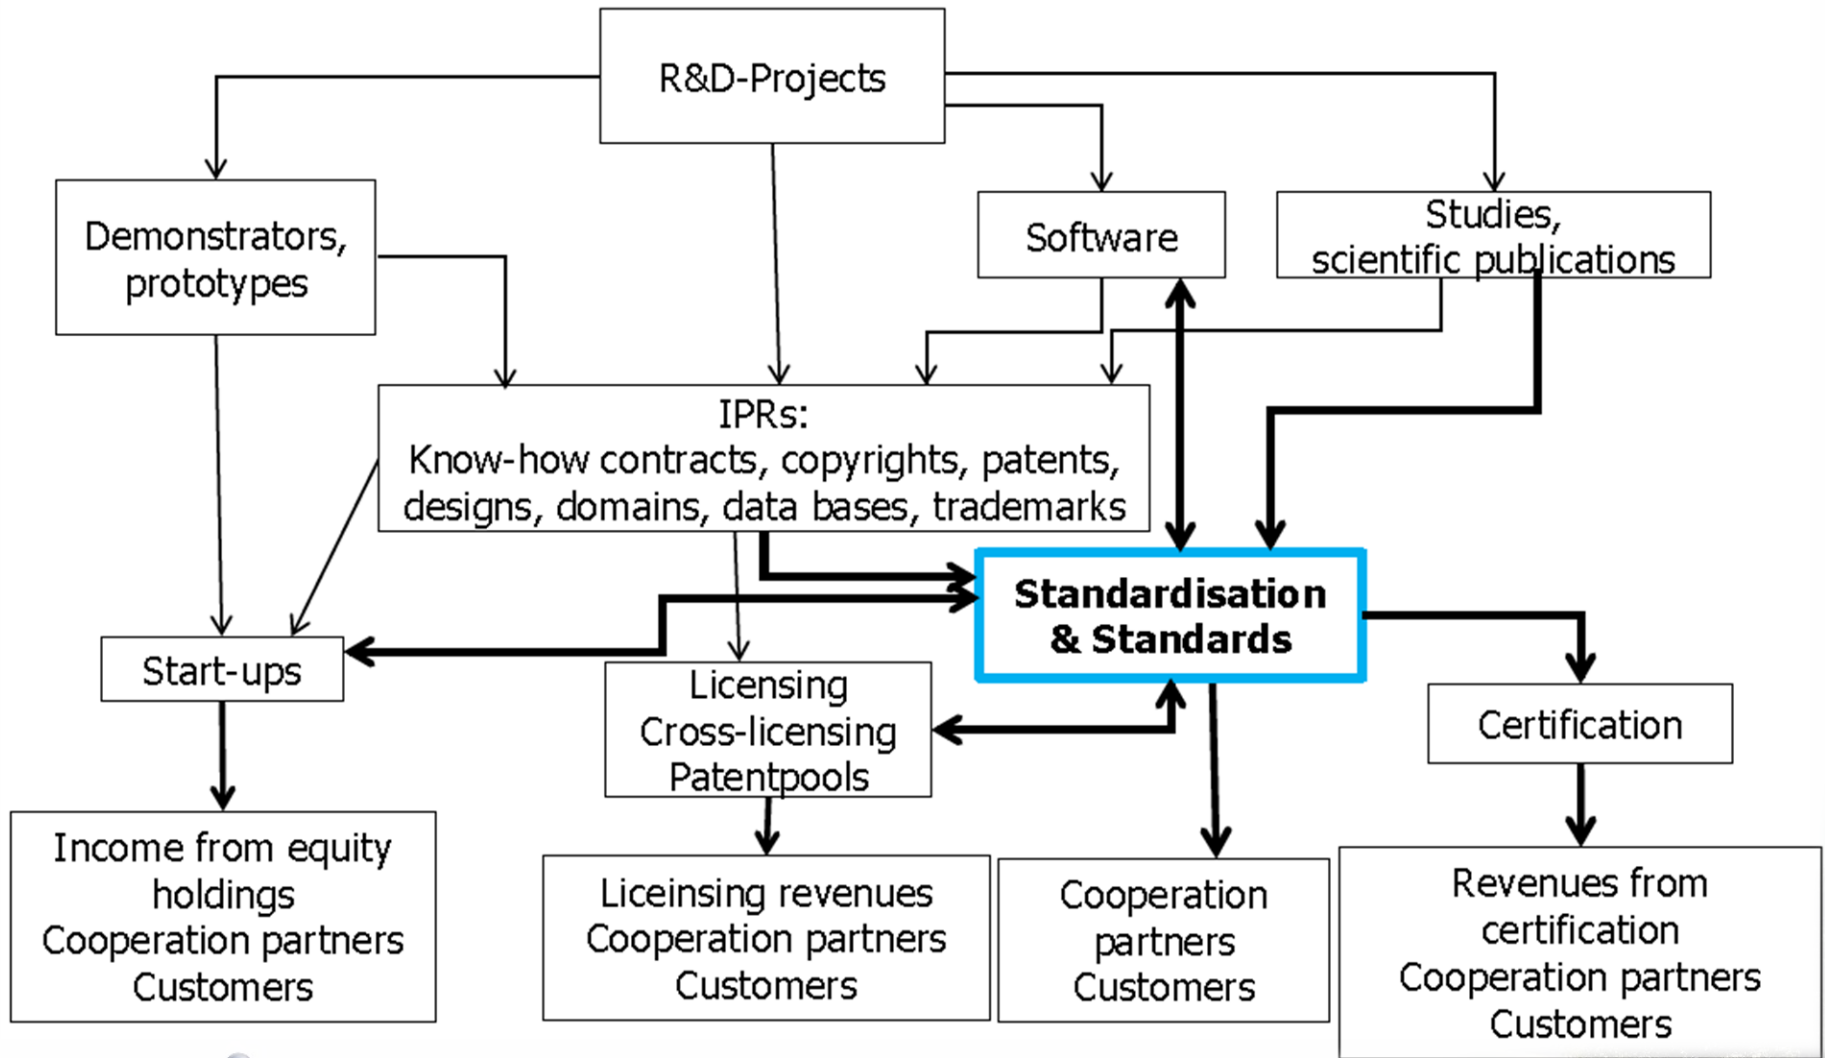 R&D-Projects
Demonstrators,
prototypes
Software
Studies,
scientific publications
IPRs:
Know-how contracts, copyrights, patents,
designs, domains, data bases, trademarks
Standardisation
& Standards
Start-ups
Licensing
Cross-licensing
Patentpools
Certification
Income from equity
holdings
Cooperation partners
Customers
Liceinsing revenues
Cooperation partners
Customers
Cooperation
partners
Customers
Revenues from
certification
Cooperation partners
Customers